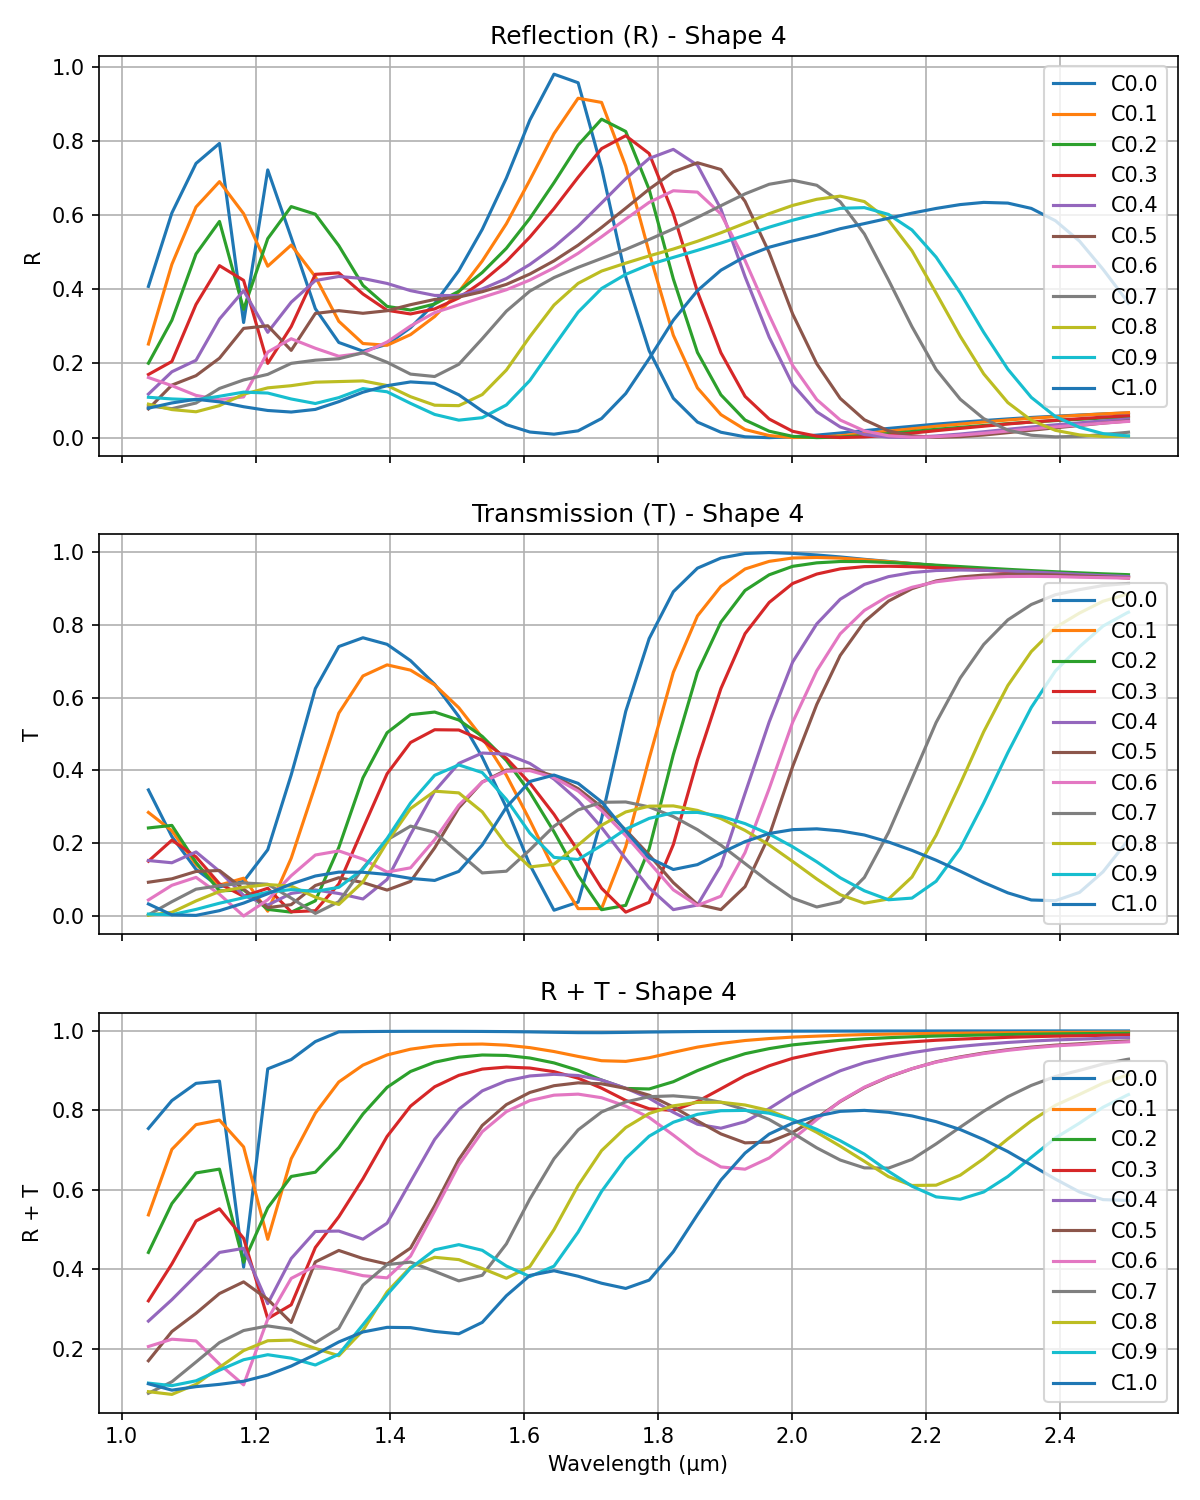 Reflection (R) - Shape 4
1.0
0.8
0.6
0.4
0.2
0.0
R
C0.0
C0.1
C0.2
C0.3
C0.4
C0.5
C0.6
C0.7
C0.8
C0.9
C1.0
Transmission (T) - Shape 4
1.0
0.8
0.6
0.4
0.2
0.0
T
C0.0
C0.1
C0.2
C0.3
C0.4
C0.5
C0.6
C0.7
C0.8
C0.9
C1.0
R + T - Shape 4
1.0
0.8
0.6
0.4
0.2
R + T
C0.0
C0.1
C0.2
C0.3
C0.4
C0.5
C0.6
C0.7
C0.8
C0.9
C1.0
1.0 1.2 1.4 1.6 1.8 2.0 2.2 2.4
Wavelength (μm)